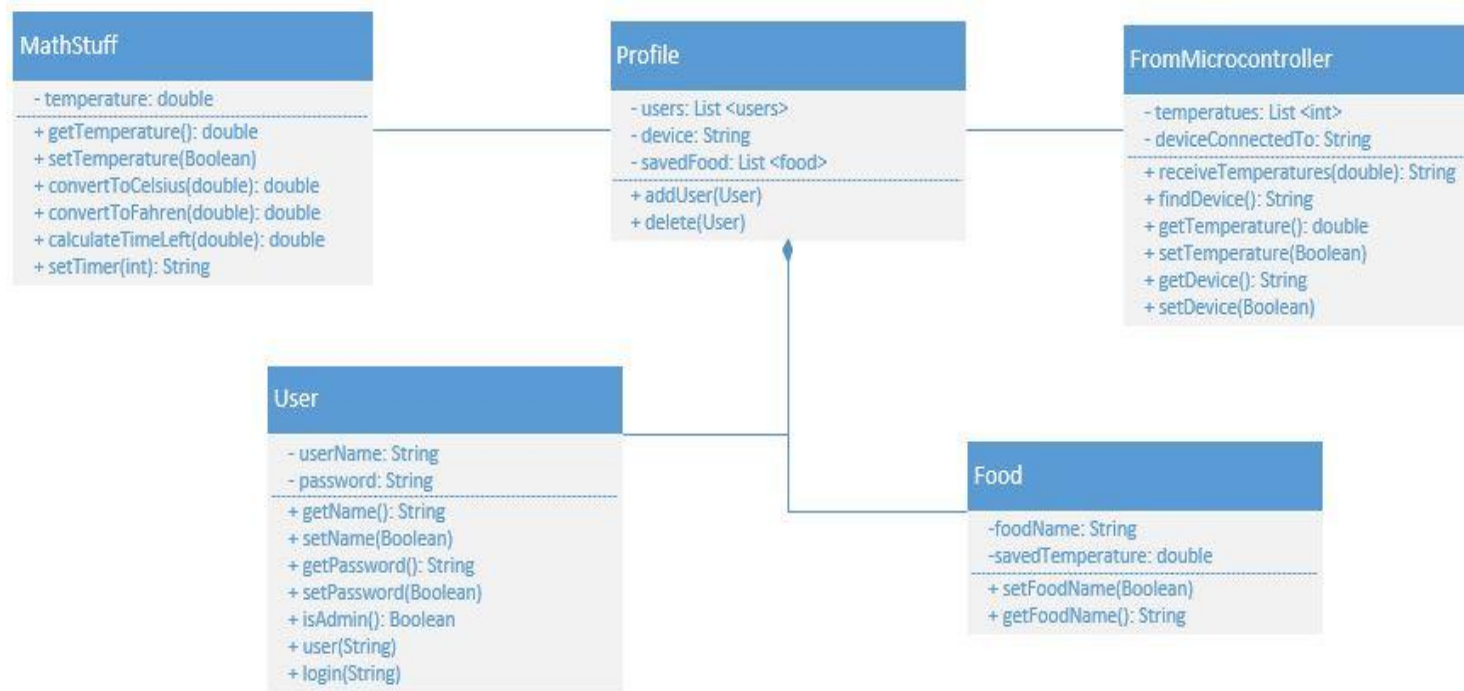 MathStuff
- temperature: double
+ getTemperature(): double
+ setTemperature(Boolean)
+ convertToCelsius(double): double
+ convertToFahren(double): double
+ calculateTimeLeft(double): double
+ setTimer(int): String
Profile
- users: List <users>
- device: String
- savedFood: List <food>
+ addUser(User)
+ delete(User)
FromMicrocontroller
- temperatues: List <int>
- deviceConnectedTo: String
+ receiveTemperatures(double): String
+ findDevice(): String
+ getTemperature(): double
+ setTemperature(Boolean)
+ getDevice(): String
+ setDevice(Boolean)
User
- userName: String
- password: String
+ getName(): String
+ setName(Boolean)
+ getPassword(): String
+ setPassword(Boolean)
+ isAdmin(): Boolean
+ user(String)
+ login(String)
Food
-foodName: String
-savedTemperature: double
+ setFoodName(Boolean)
+ getFoodName(): String